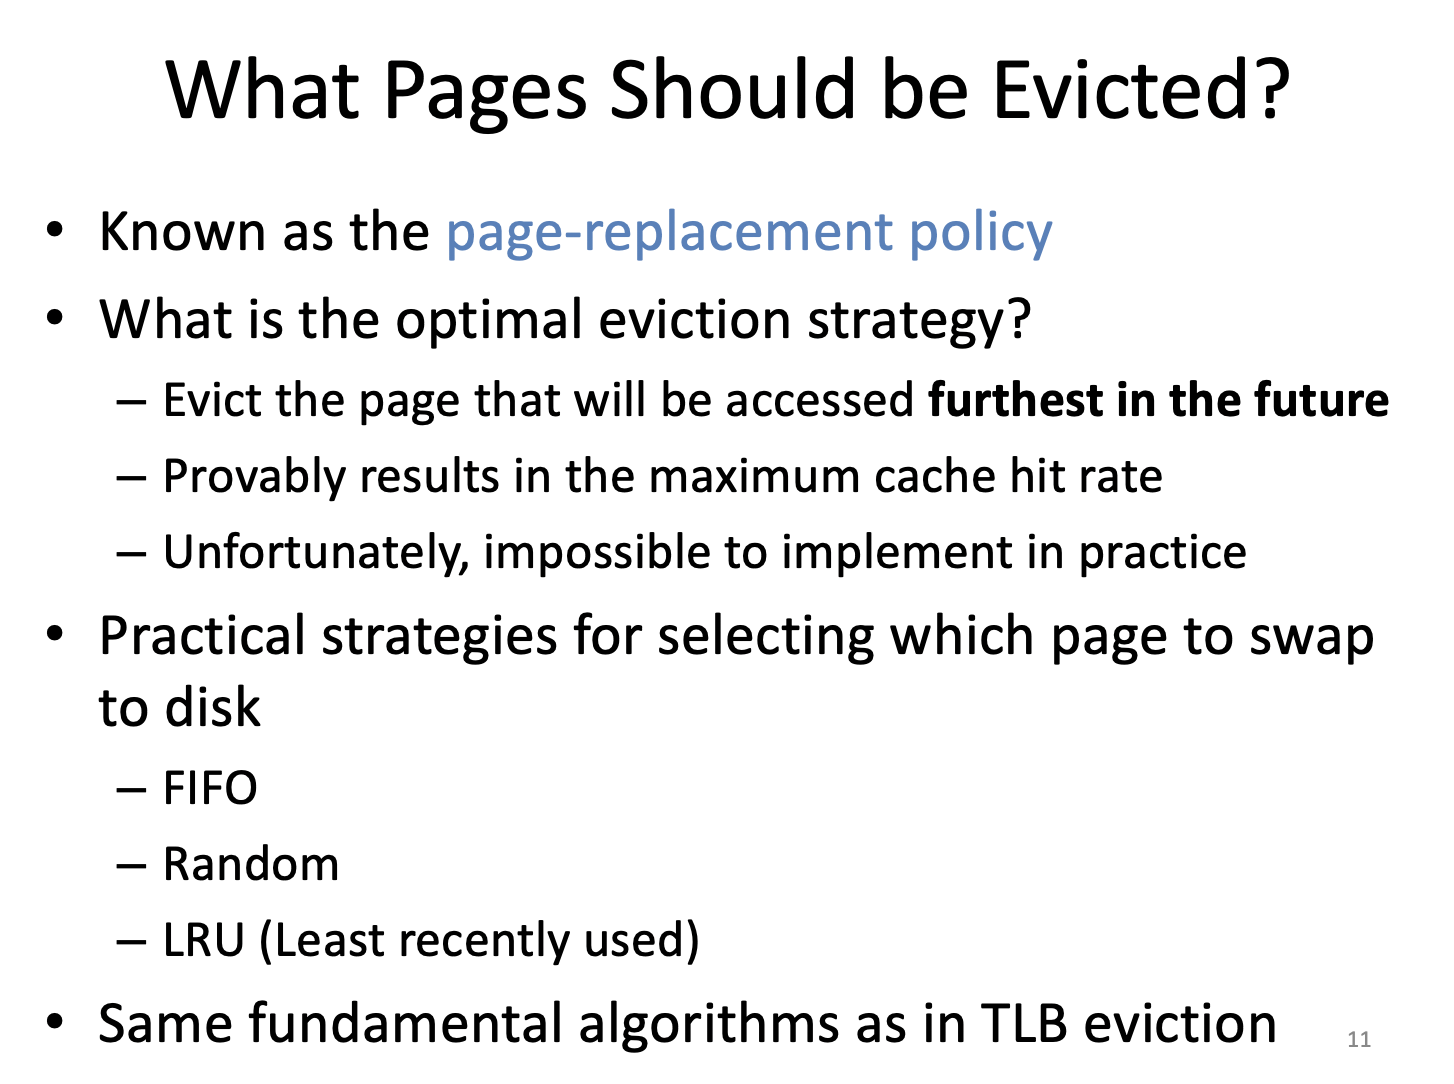 What Pages Should be Evicted?
• Known as the page-replacement policy
• What is the optimal eviction strategy?
– Evict the page that will be accessed furthest in the future
– Provably results in the maximum cache hit rate
– Unfortunately, impossible to implement in practice
• Practical strategies for selecting which page to swap
to disk
– FIFO
– Random
– LRU (Least recently used)
• Same fundamental algorithms as in TLB eviction
11